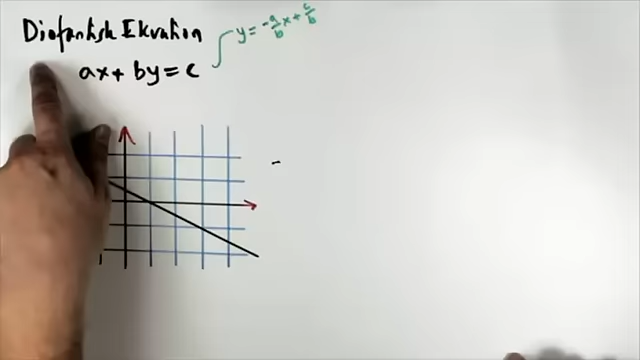 Diofantisk Ekvation
y = -a/b x + c/b
ax + by = c